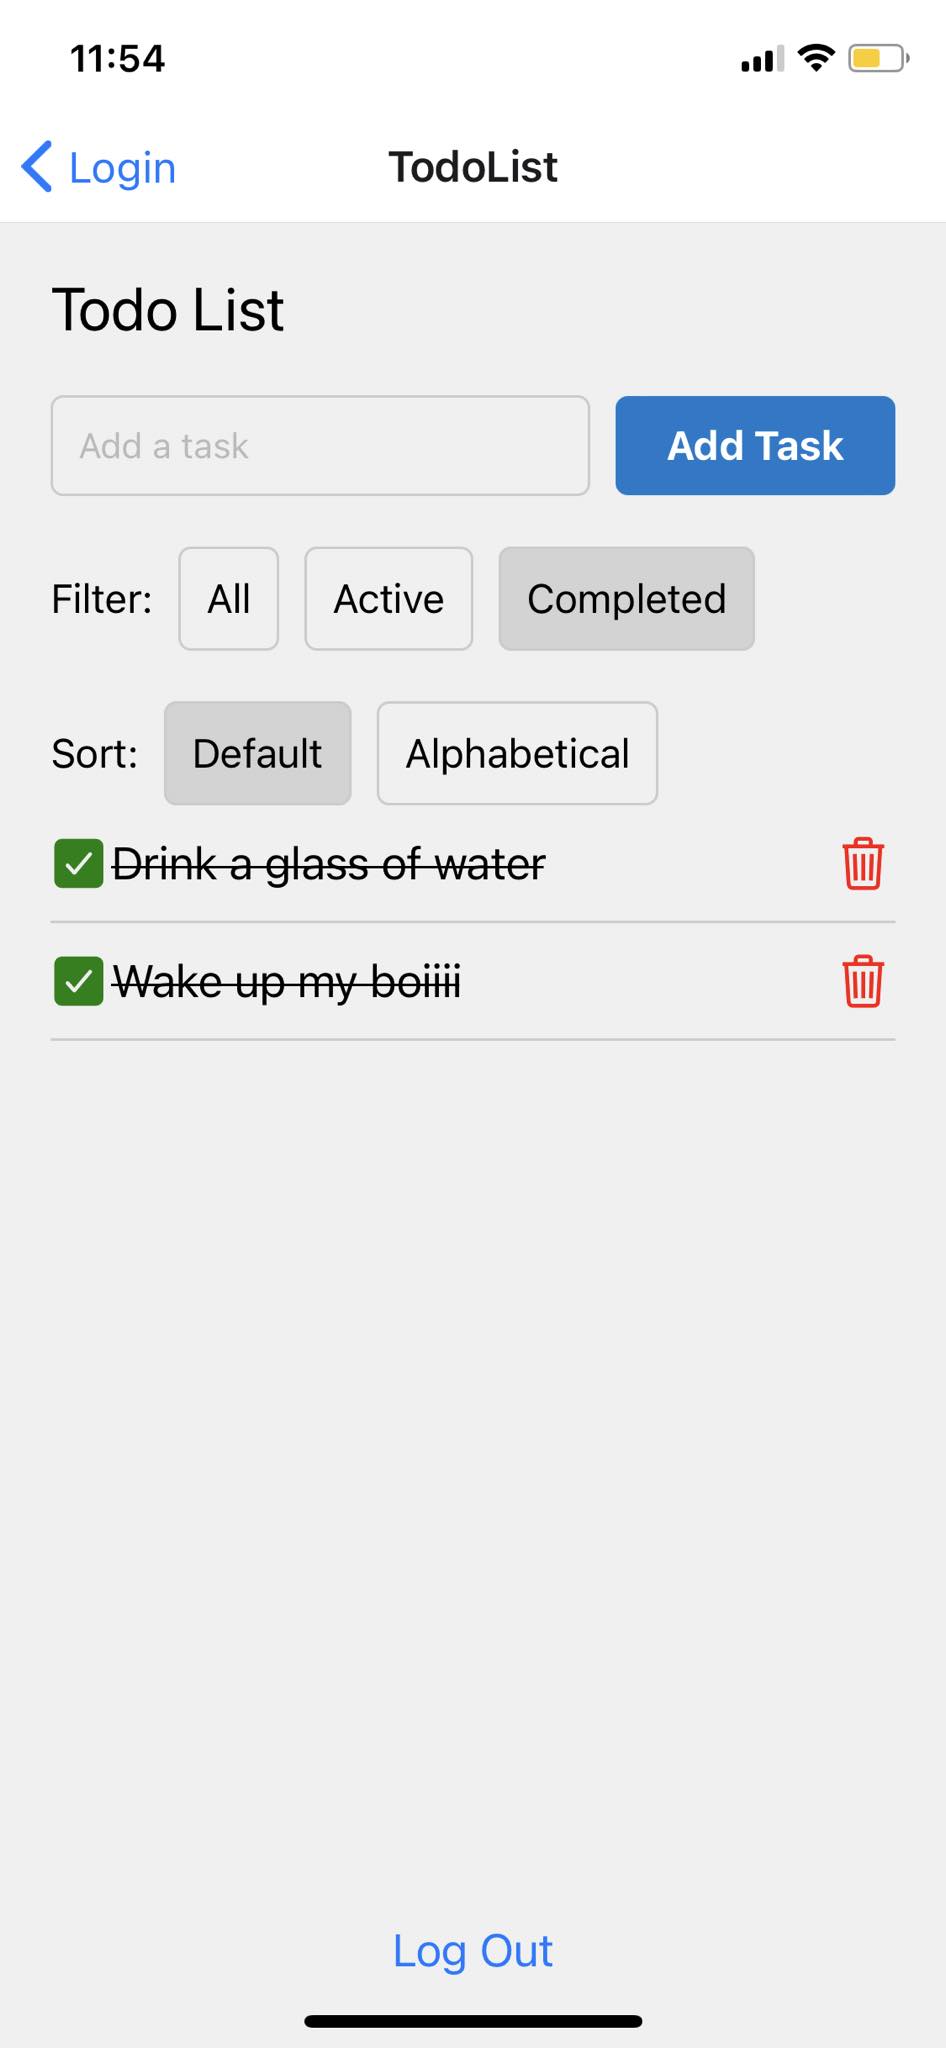 11:54
Login TodoList
Todo List
Add a task Add Task
Filter: All Active Completed
Sort: Default Alphabetical
Drink a glass of water
Wake up my boiiii
Log Out